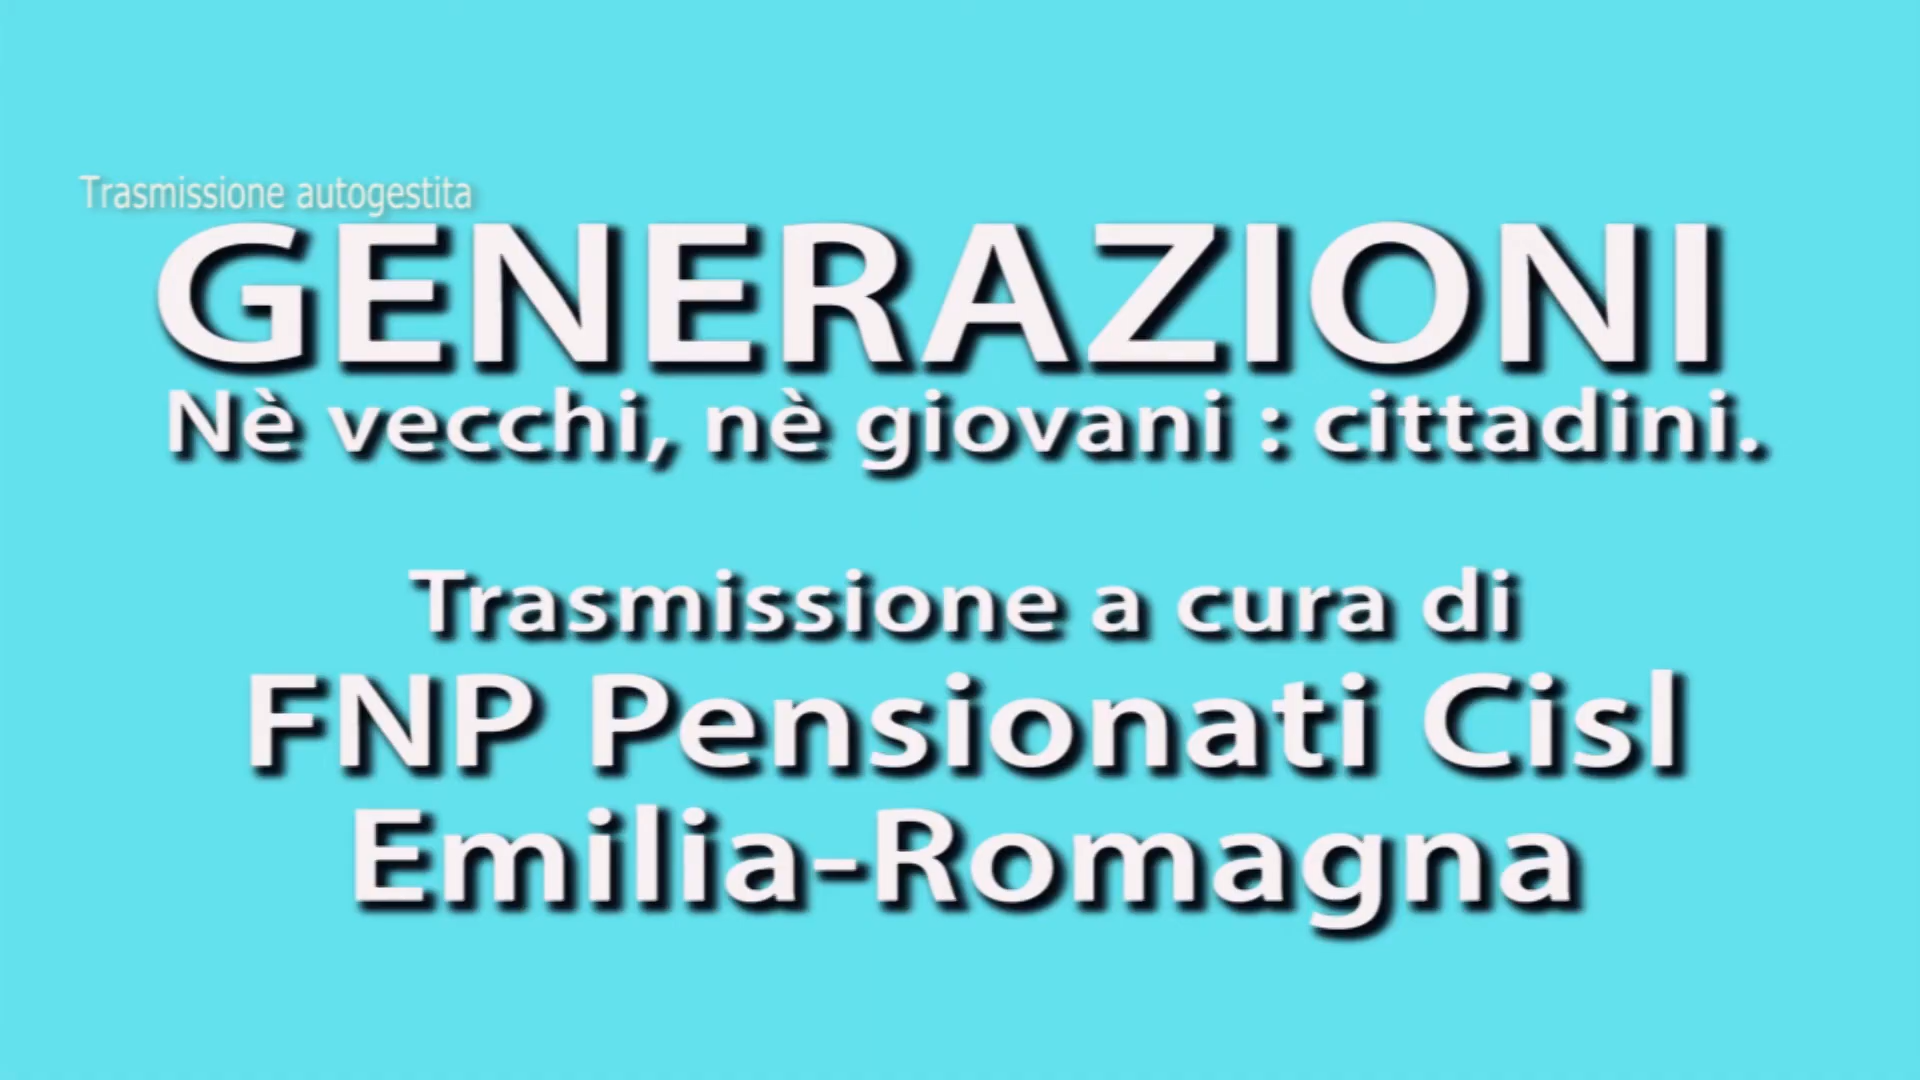 Trasmissione autogestita
GENERAZIONI
Nè vecchi, nè giovani : cittadini.
Trasmissione a cura di
FNP Pensionati Cisl
Emilia-Romagna